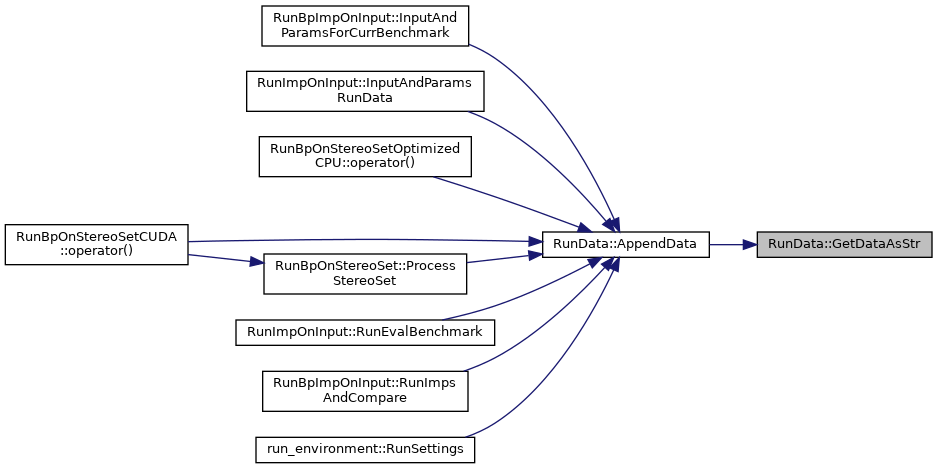 RunBpImpOnInput::InputAnd
ParamsForCurrBenchmark
RunImpOnInput::InputAndParams
RunData
RunBpOnStereoSetOptimized
CPU::operator()
RunBpOnStereoSetCUDA
::operator()
RunBpOnStereoSet::Process
StereoSet
RunData::AppendData
RunData::GetDataAsStr
RunImpOnInput::RunEvalBenchmark
RunBpImpOnInput::RunImps
AndCompare
run_environment::RunSettings